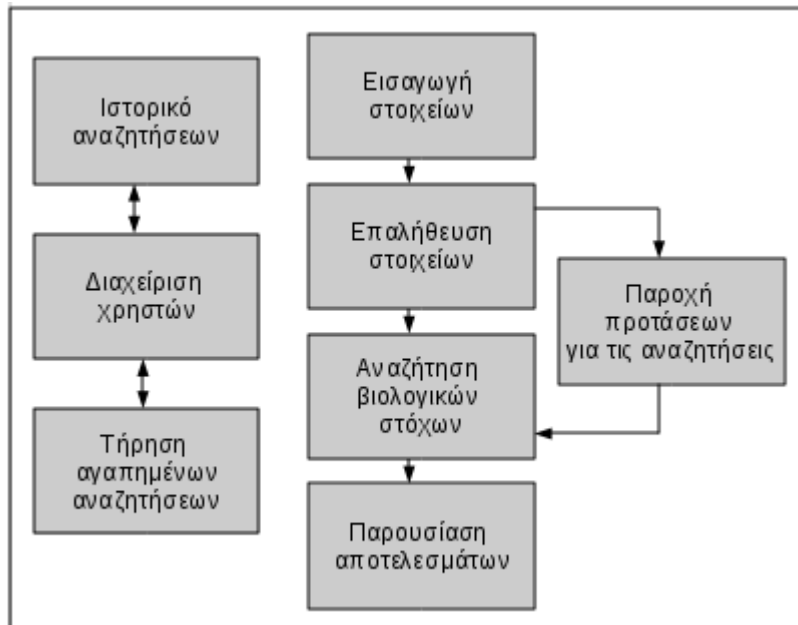 Ιστορικό
αναζητήσεων
Διαχείριση
χρηστών
Τήρηση
αγαπημένων
αναζητήσεων
Εισαγωγή
στοιχείων
Επαλήθευση
στοιχείων
Αναζήτηση
βιολογικών
στόχων
Παρουσίαση
αποτελεσμάτων
Παροχή
προτάσεων
για τις αναζητήσεις